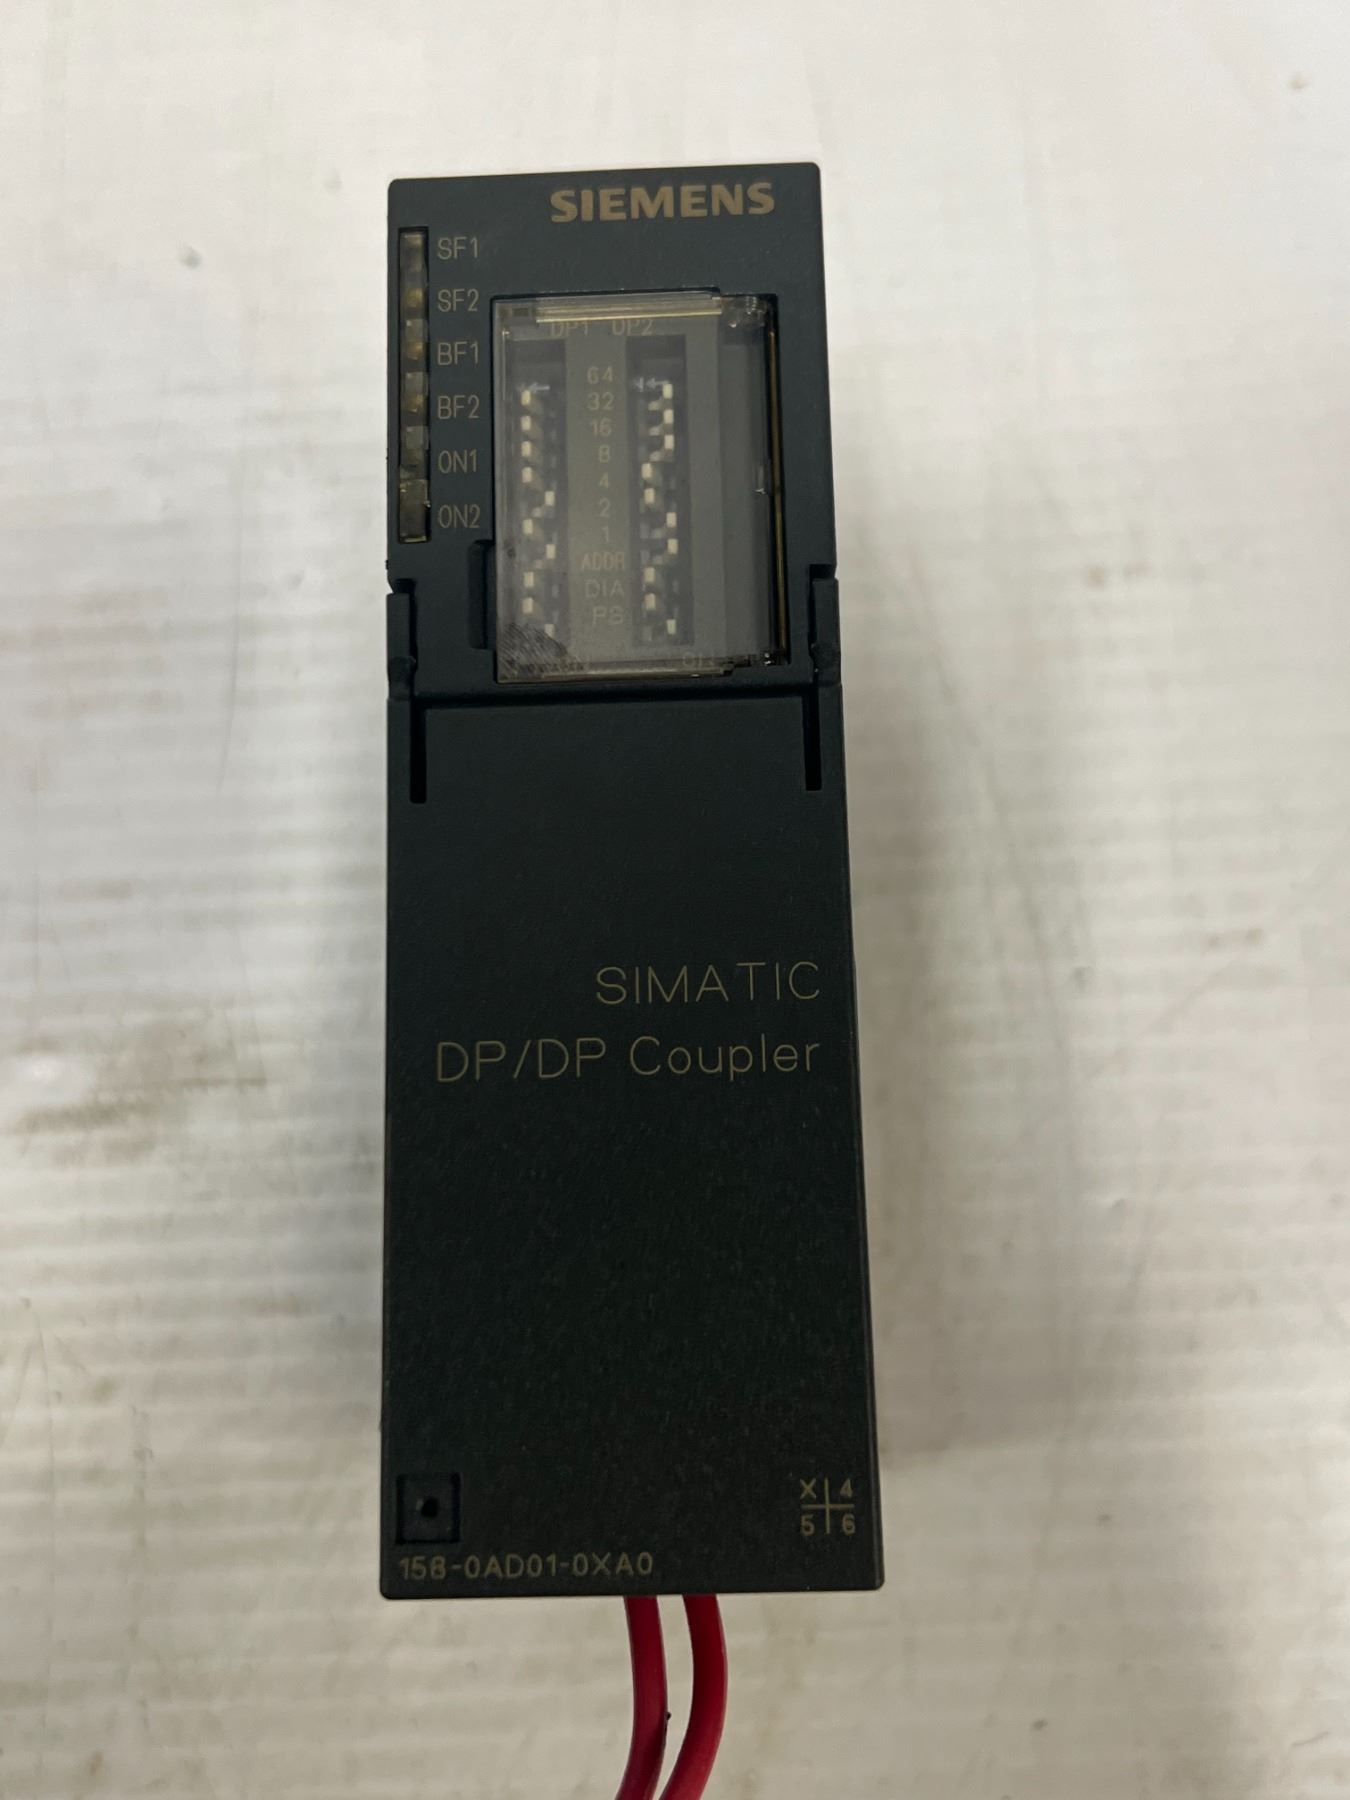 SIEMENS
SF1
SF2
BF1
BF2
ON1
ON2
DP1 DP2
64
32
16
8
4
2
1
ADDR
DIA
PS
SIMATIC
DP/DP Coupler
X 4
5 6
158-0AD01-0XA0